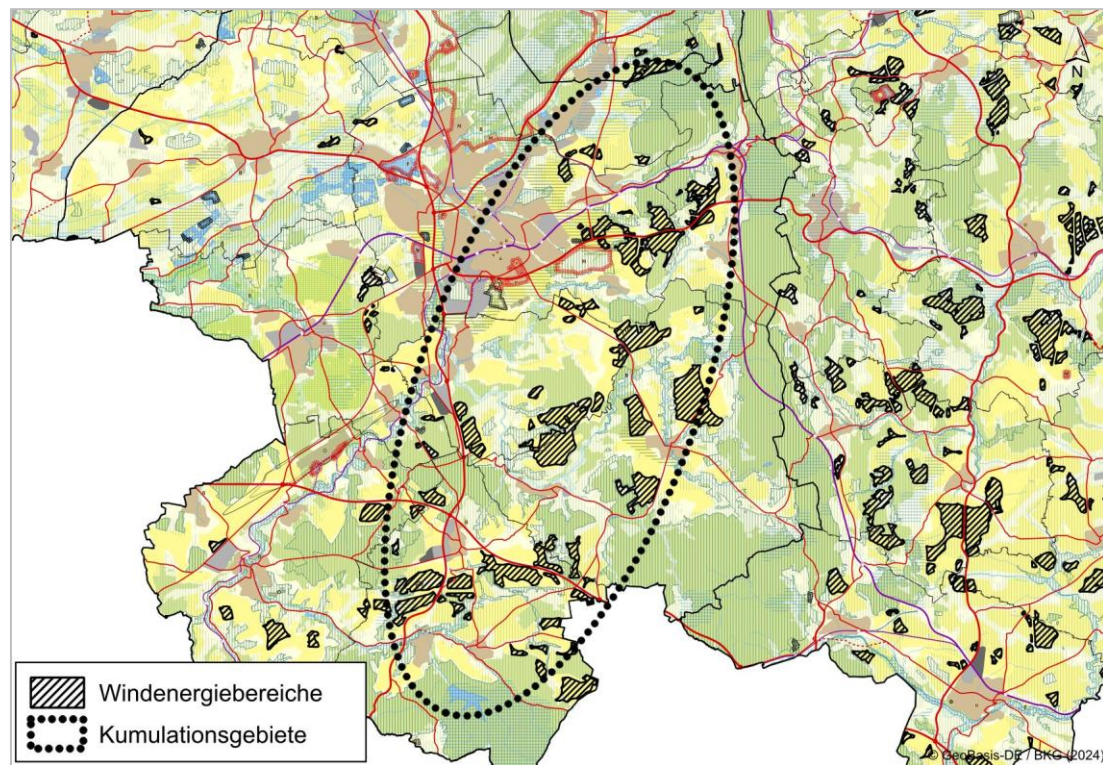 N
Windenergiebereiche
Kumulationsgebiete
© GeoBasis-DE / BKG (2024)